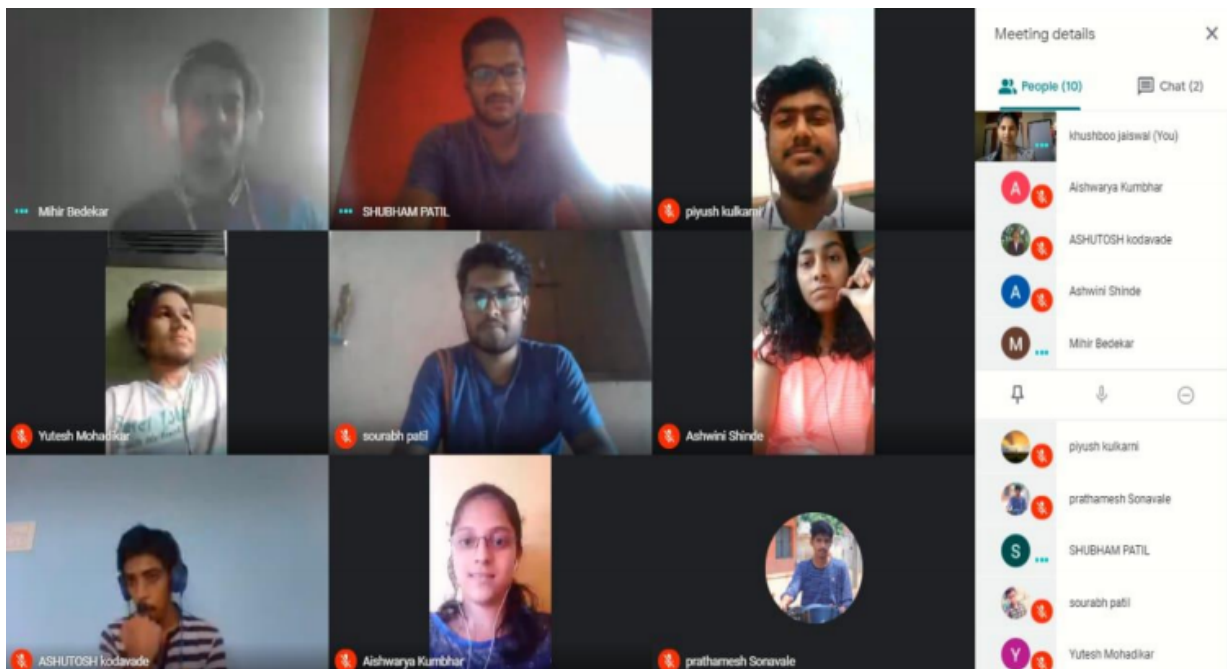 Mihir Bedekar
SHUBHAM PATIL
piyush kulkarni
Yutesh Mohadikar
sourabh patil
Ashwini Shinde
ASHUTOSH kodavade
Aishwarya Kumbhar
prathamesh Sonavale
Meeting details
People (10)
Chat (2)
khushboo jaiswal (You)
A
Aishwarya Kumbhar
ASHUTOSH kodavade
A
Ashwini Shinde
M
Mihir Bedekar
piyush kulkarni
prathamesh Sonavale
S
SHUBHAM PATIL
sourabh patil
Y
Yutesh Mohadikar